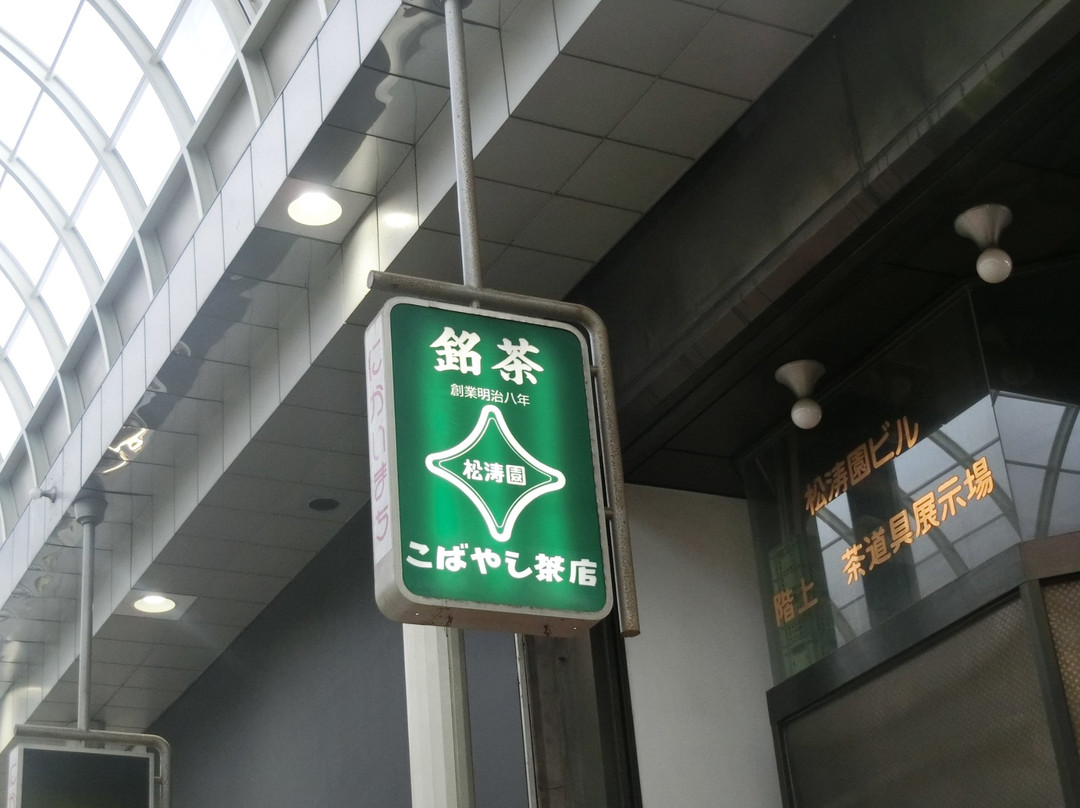 銘茶
創業明治八年
松涛園
こばやし茶店
にかいまち
松涛園ビル
階上 茶道具展示場